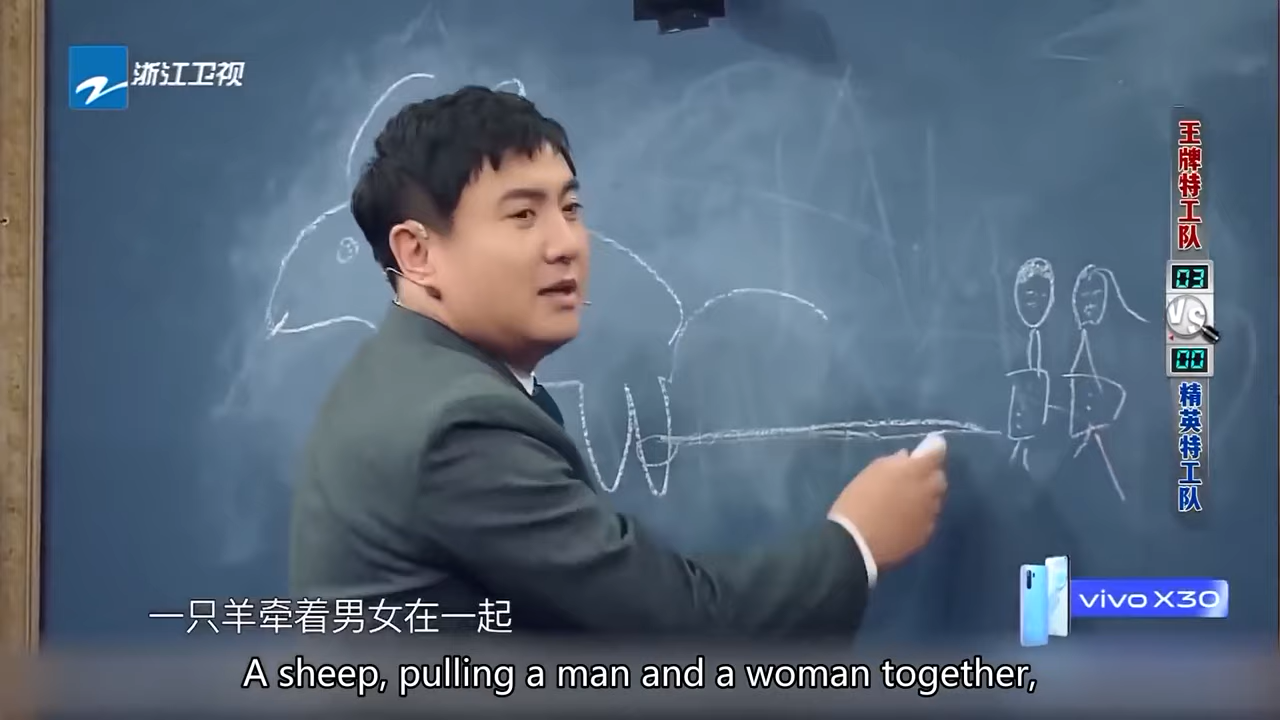 浙江卫视
王牌特工队
03
VS
00
精英特工队
vivo X30
一只羊牵着男女在一起
A sheep, pulling a man and a woman together,